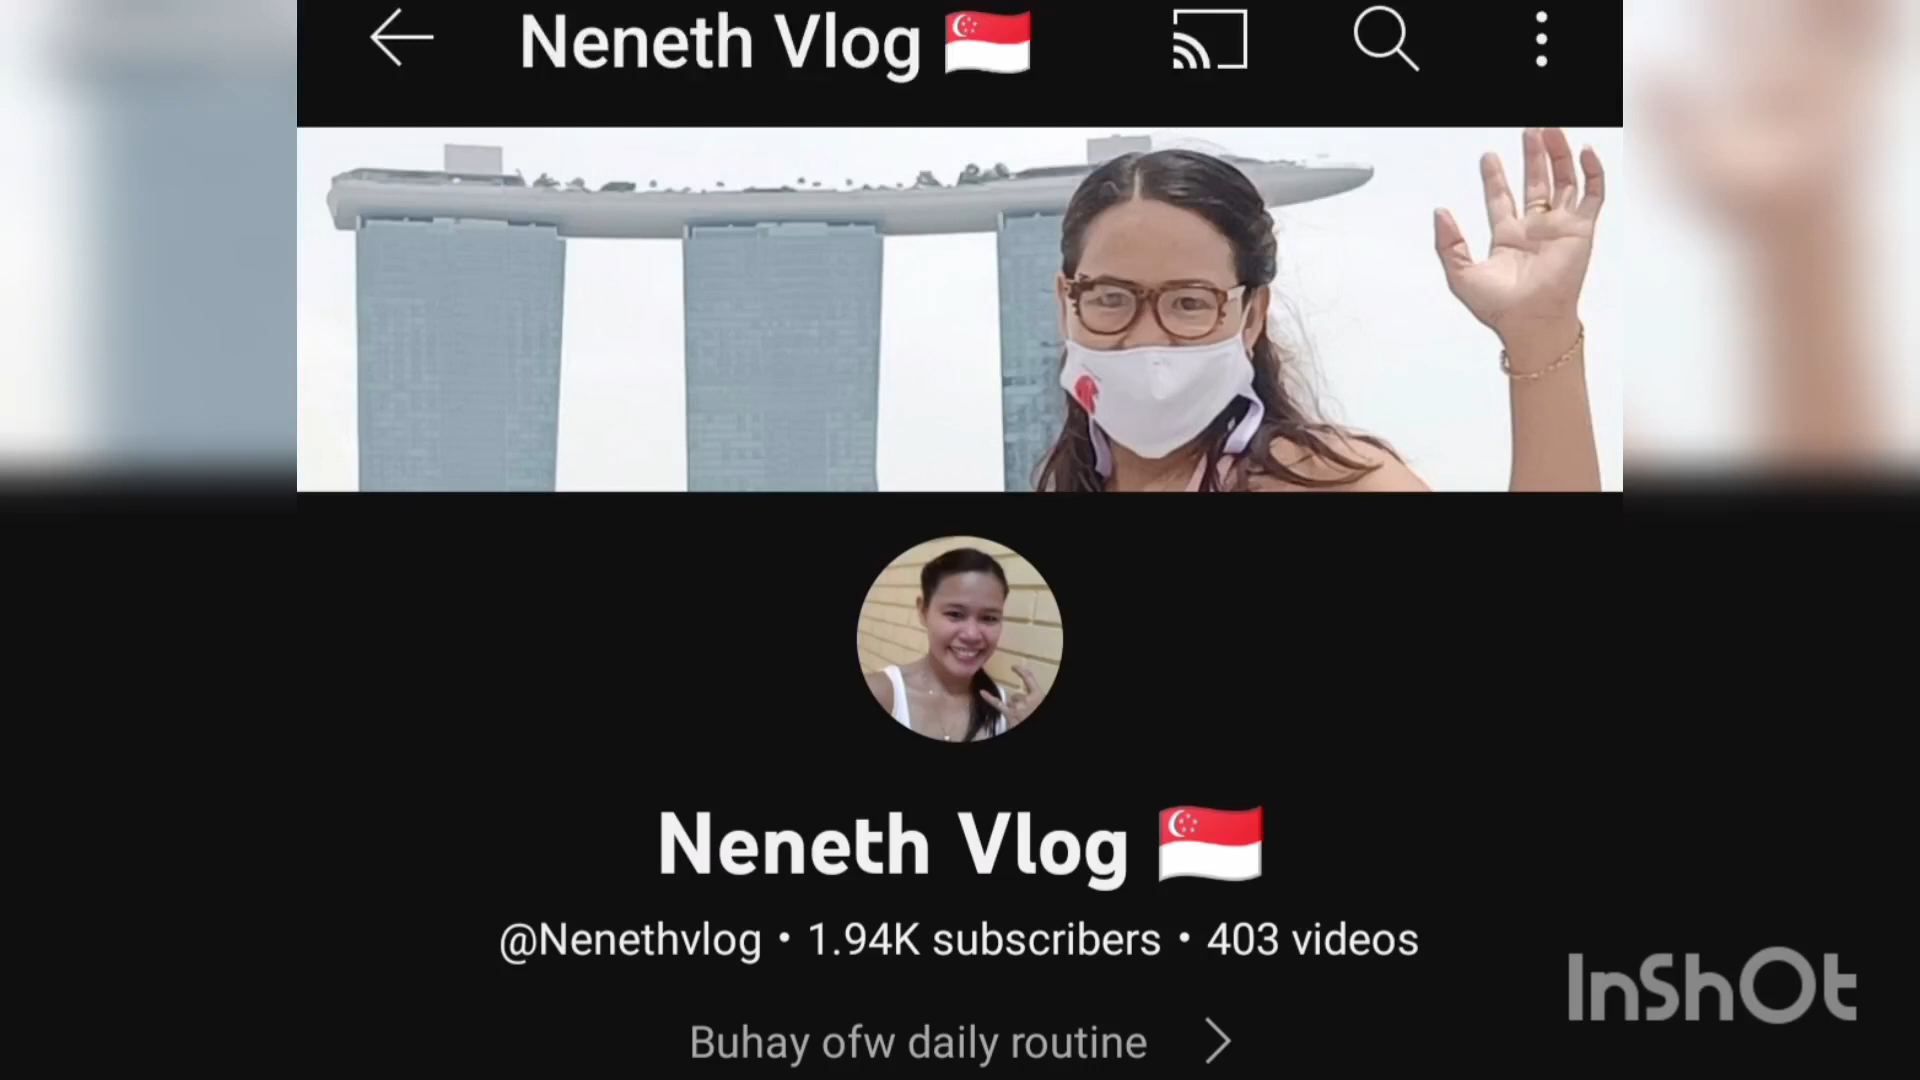 Neneth Vlog 🇸🇬
Neneth Vlog 🇸🇬
@Nenethvlog • 1.94K subscribers • 403 videos
Buhay ofw daily routine
InShOt